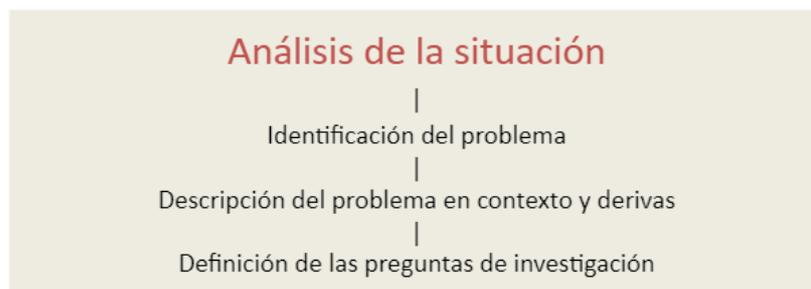 Análisis de la situación
|
Identificación del problema
|
Descripción del problema en contexto y derivas
|
Definición de las preguntas de investigación